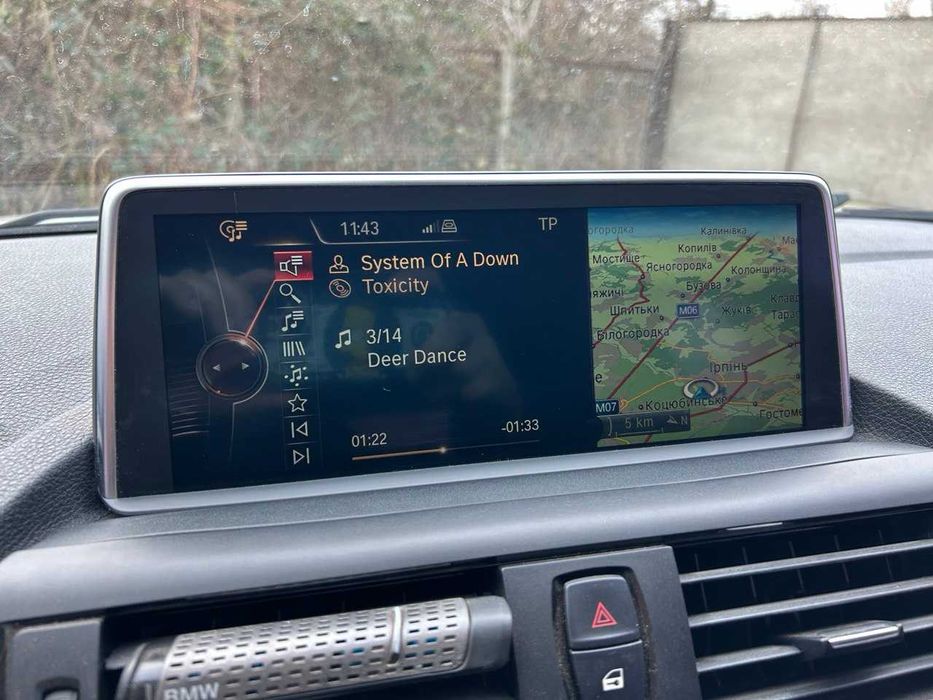 11:43
TP
System Of A Down
Toxicity
3/14
Deer Dance
01:22
-01:33
Калинівка
Мостище
Копилів
Ясногородка
Колонщина
Бузова
Шпитьки
M06
Жуків
Білогородка
Ірпінь
M07
Коцюбинське
5 km
N
BMW